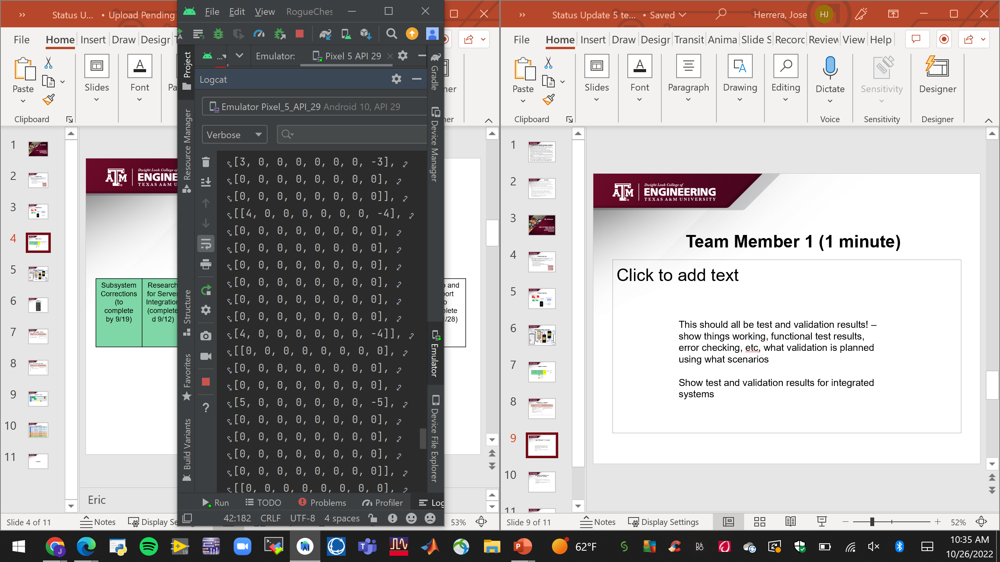 Status U... • Upload Pending
File
Home
Insert
Draw
Desigr
Paste
Clipboard
Slides
Font
1
2
3
4
5
6
7
8
9
10
11
Dwight Look College of
ENGINE
TEXAS A&M U
Subsystem
Corrections
(to
complete
by 9/19)
Research
for Server
Integration
(complete
d 9/12)
Eric
Slide 4 of 11
Notes
53%
File Edit View RogueChes
Emulator: Pixel 5 API 29
Logcat
Emulator Pixel_5_API_29 Android 10, API 29
Verbose
[3, 0, 0, 0, 0, 0, 0, -3],
[0, 0, 0, 0, 0, 0, 0, 0],
[0, 0, 0, 0, 0, 0, 0, 0]],
[[4, 0, 0, 0, 0, 0, 0, -4],
[0, 0, 0, 0, 0, 0, 0, 0],
[0, 0, 0, 0, 0, 0, 0, 0],
[0, 0, 0, 0, 0, 0, 0, 0],
[0, 0, 0, 0, 0, 0, 0, 0],
[0, 0, 0, 0, 0, 0, 0, 0],
[0, 0, 0, 0, 0, 0, 0, 0],
[4, 0, 0, 0, 0, 0, 0, -4]],
[[0, 0, 0, 0, 0, 0, 0, 0],
[0, 0, 0, 0, 0, 0, 0, 0],
[0, 0, 0, 0, 0, 0, 0, 0],
[5, 0, 0, 0, 0, 0, 0, -5],
[0, 0, 0, 0, 0, 0, 0, 0],
[0, 0, 0, 0, 0, 0, 0, 0],
[0, 0, 0, 0, 0, 0, 0, 0],
[0, 0, 0, 0, 0, 0, 0, 0]],
[[0, 0, 0, 0, 0, 0, 0, 0],
Project
Resource Manager
Structure
Favorites
Build Variants
Gradle
Device Manager
Emulator
Device File Explorer
Run TODO Problems Profiler
42:182 CRLF UTF-8 4 spaces
Status Update 5 te... • Saved
Herrera, Jose
HJ
File Home Insert Draw Desigr Transit Anima Slide S Recorc Review View Help
Paste
Slides
Font
Paragraph
Drawing
Editing
Dictate
Sensitivity
Designer
Clipboard
Voice
Sensitivity
Designer
1
2
3
4
5
6
7
8
9
10
11
Dwight Look College of
ENGINEERING
TEXAS A&M UNIVERSITY
Team Member 1 (1 minute)
Click to add text
This should all be test and validation results! –
show things working, functional test results,
error checking, etc, what validation is planned
using what scenarios
Show test and validation results for integrated
systems
Slide 9 of 11
Notes
Display Settings
52%
62°F
10:35 AM
10/26/2022